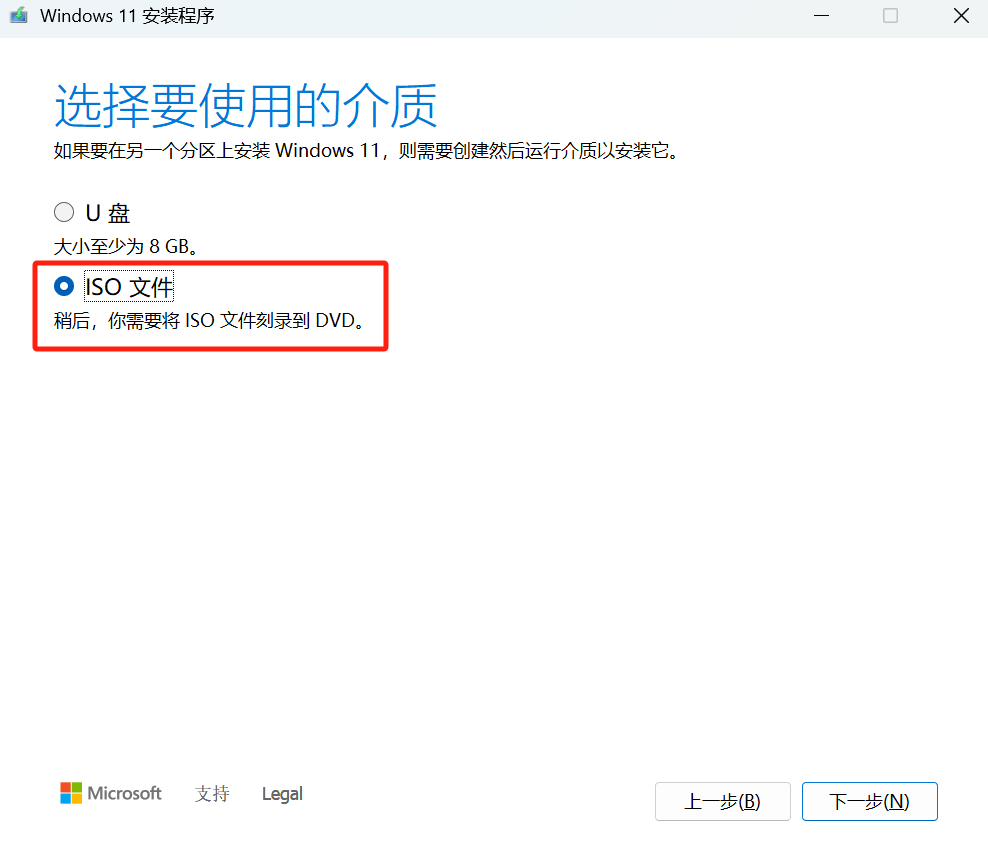 Windows 11 安装程序
选择要使用的介质
如果要在另一个分区上安装 Windows 11，则需要创建然后运行介质以安装它。
U 盘
大小至少为 8 GB。
ISO 文件
稍后，你需要将 ISO 文件刻录到 DVD。
Microsoft 支持 Legal
上一步(B) 下一步(N)